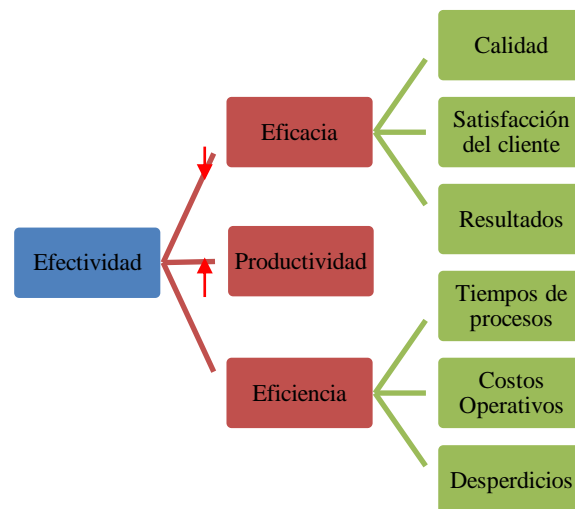 Calidad
Satisfacción
del cliente
Resultados
Eficacia
Efectividad
Productividad
Tiempos de
procesos
Eficiencia
Costos
Operativos
Desperdicios